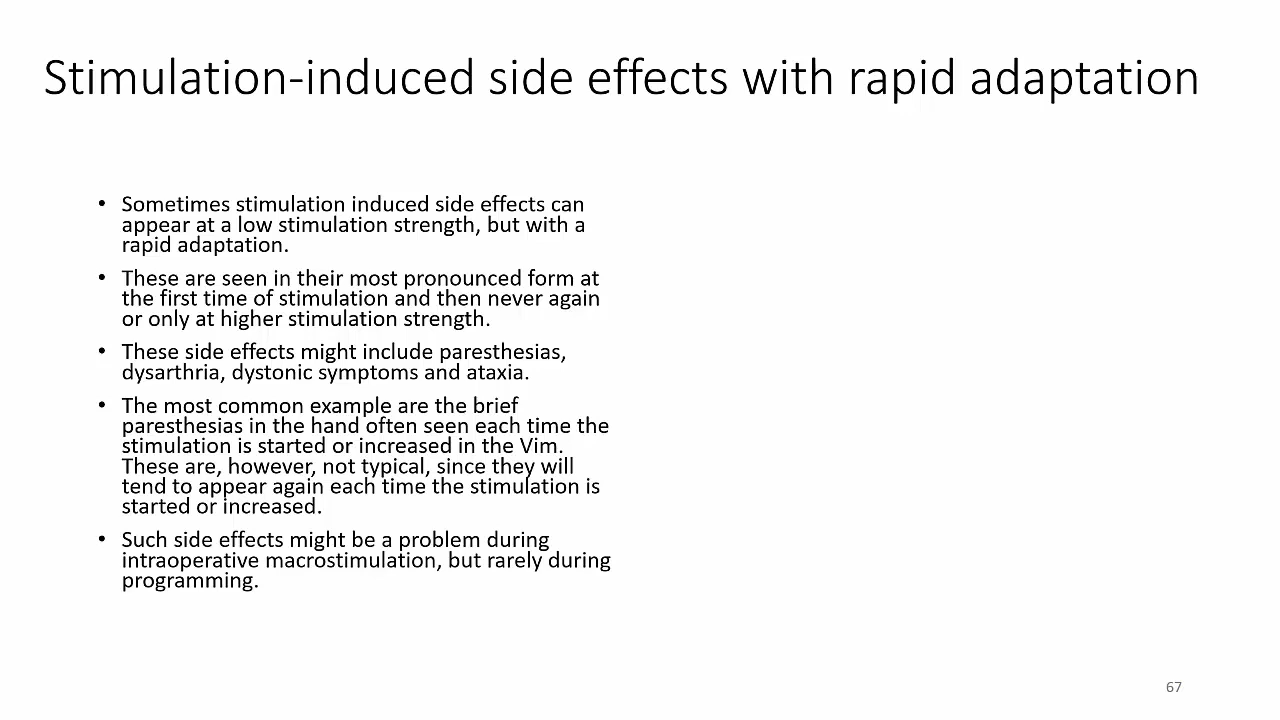 Stimulation-induced side effects with rapid adaptation
• Sometimes stimulation induced side effects can
appear at a low stimulation strength, but with a
rapid adaptation.
• These are seen in their most pronounced form at
the first time of stimulation and then never again
or only at higher stimulation strength.
• These side effects might include paresthesias,
dysarthria, dystonic symptoms and ataxia.
• The most common example are the brief
paresthesias in the hand often seen each time the
stimulation is started or increased in the Vim.
These are, however, not typical, since they will
tend to appear again each time the stimulation is
started or increased.
• Such side effects might be a problem during
intraoperative macrostimulation, but rarely during
programming.
67